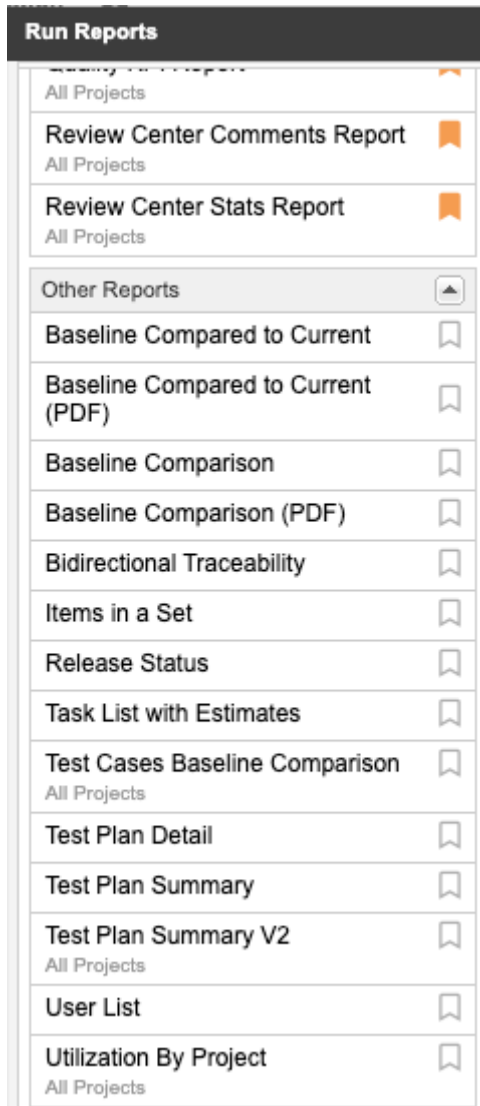 Run Reports
Report
All Projects
Review Center Comments Report
All Projects
Review Center Stats Report
All Projects
Other Reports
Baseline Compared to Current
Baseline Compared to Current
(PDF)
Baseline Comparison
Baseline Comparison (PDF)
Bidirectional Traceability
Items in a Set
Release Status
Task List with Estimates
Test Cases Baseline Comparison
All Projects
Test Plan Detail
Test Plan Summary
Test Plan Summary V2
All Projects
User List
Utilization By Project
All Projects